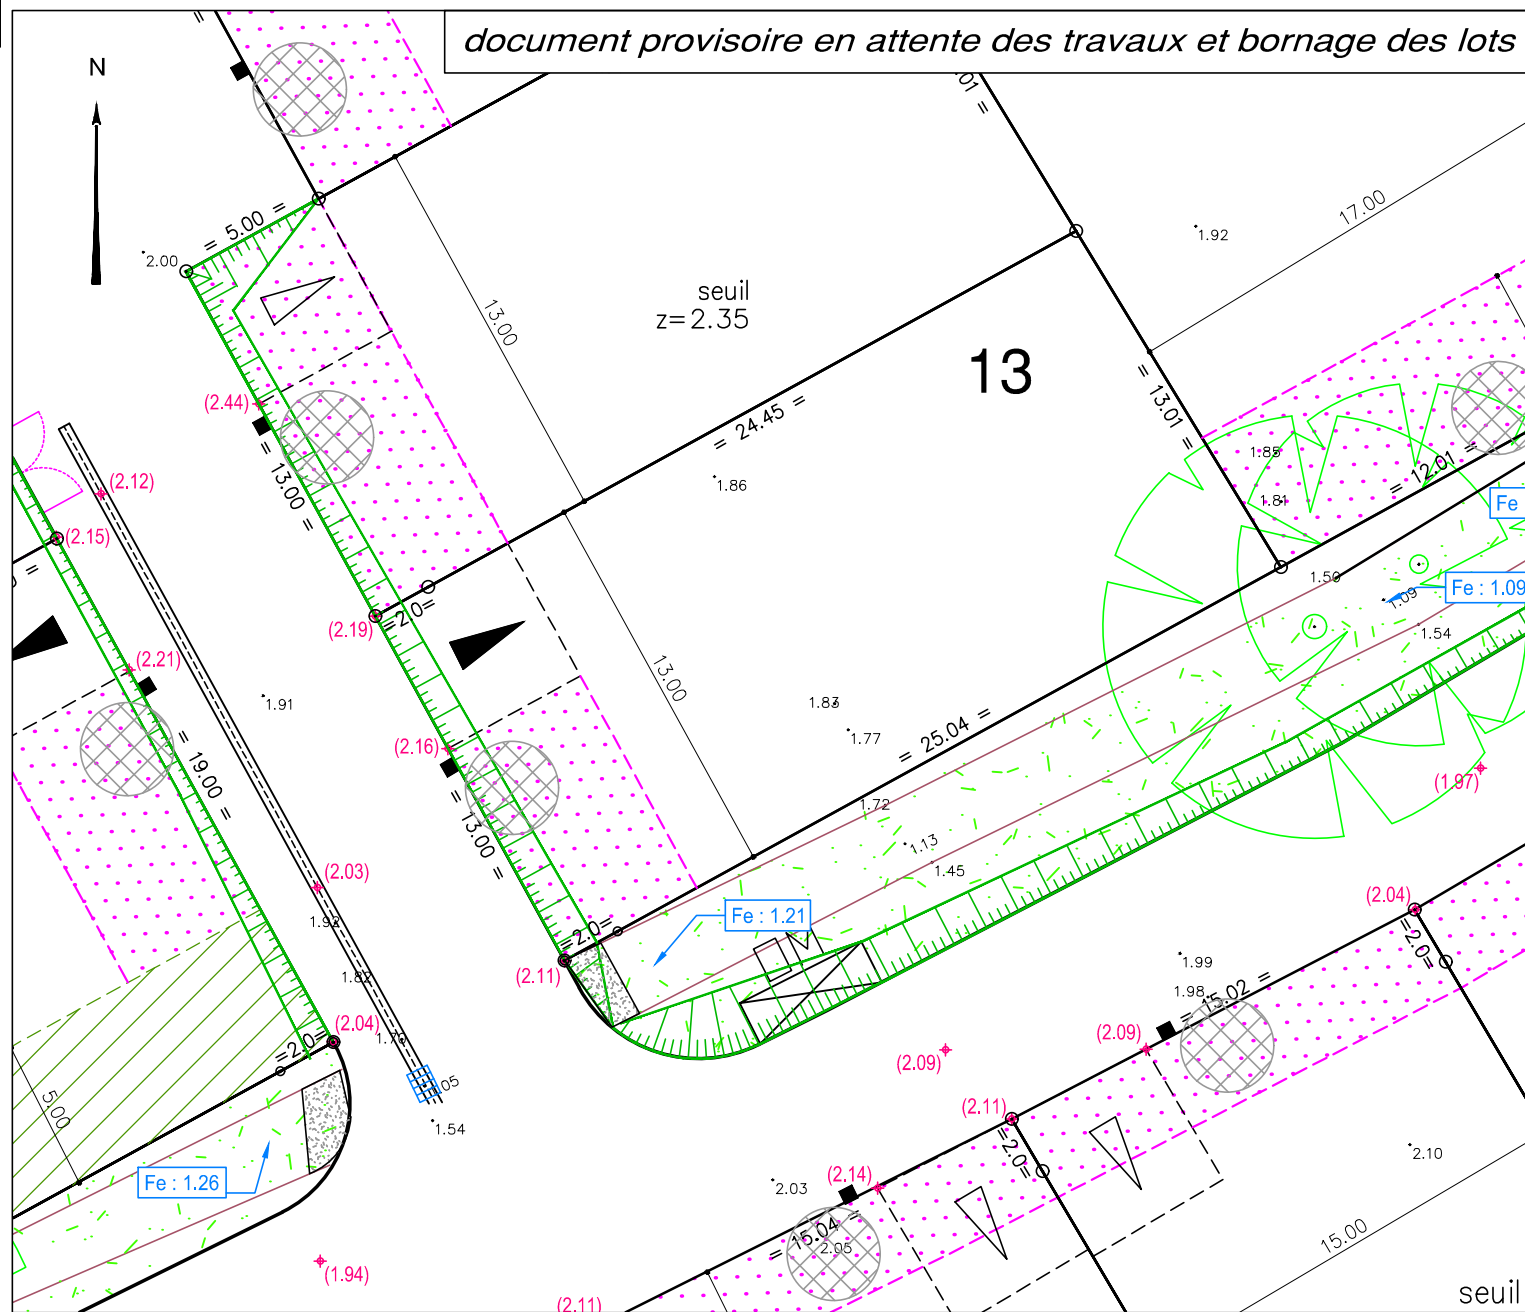 document provisoire en attente des travaux et bornage des lots
N
= 5.00 =
2.00
17.00
1.92
seuil
z=2.35
13.00
13
= 13.01 =
(2.44)
= 24.45 =
= 13.00 =
1.86
1.85
1.81
= 12.01 =
Fe
(2.12)
(2.15)
1.50
1.09
Fe : 1.09
(2.19)
=2.0=
1.54
(2.21)
13.00
1.91
1.83
1.77
= 25.04 =
(2.16)
= 19.00 =
(1.97)
= 13.00 =
1.72
1.13
1.45
(2.03)
1.92
Fe : 1.21
(2.04)
=2.0=
=2.0=
(2.11)
1.82
1.99
1.98
= 15.02 =
(2.04)
=2.0=
1.70
(2.09)
(2.09)
05
5.00
1.54
(2.11)
=2.0=
2.10
Fe : 1.26
(2.14)
2.03
= 15.04 =
2.05
15.00
(1.94)
(2.11)
seuil